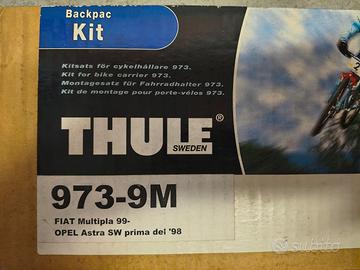 Backpac
Kit
Kitsats för cykelhållare 973.
Kit for bike carrier 973.
Montagesatz für Fahrradhalter 973.
Kit de montage pour porte-vélos 973.
THULE®
SWEDEN
973-9M
FIAT Multipla 99-
OPEL Astra SW prima del '98
subito